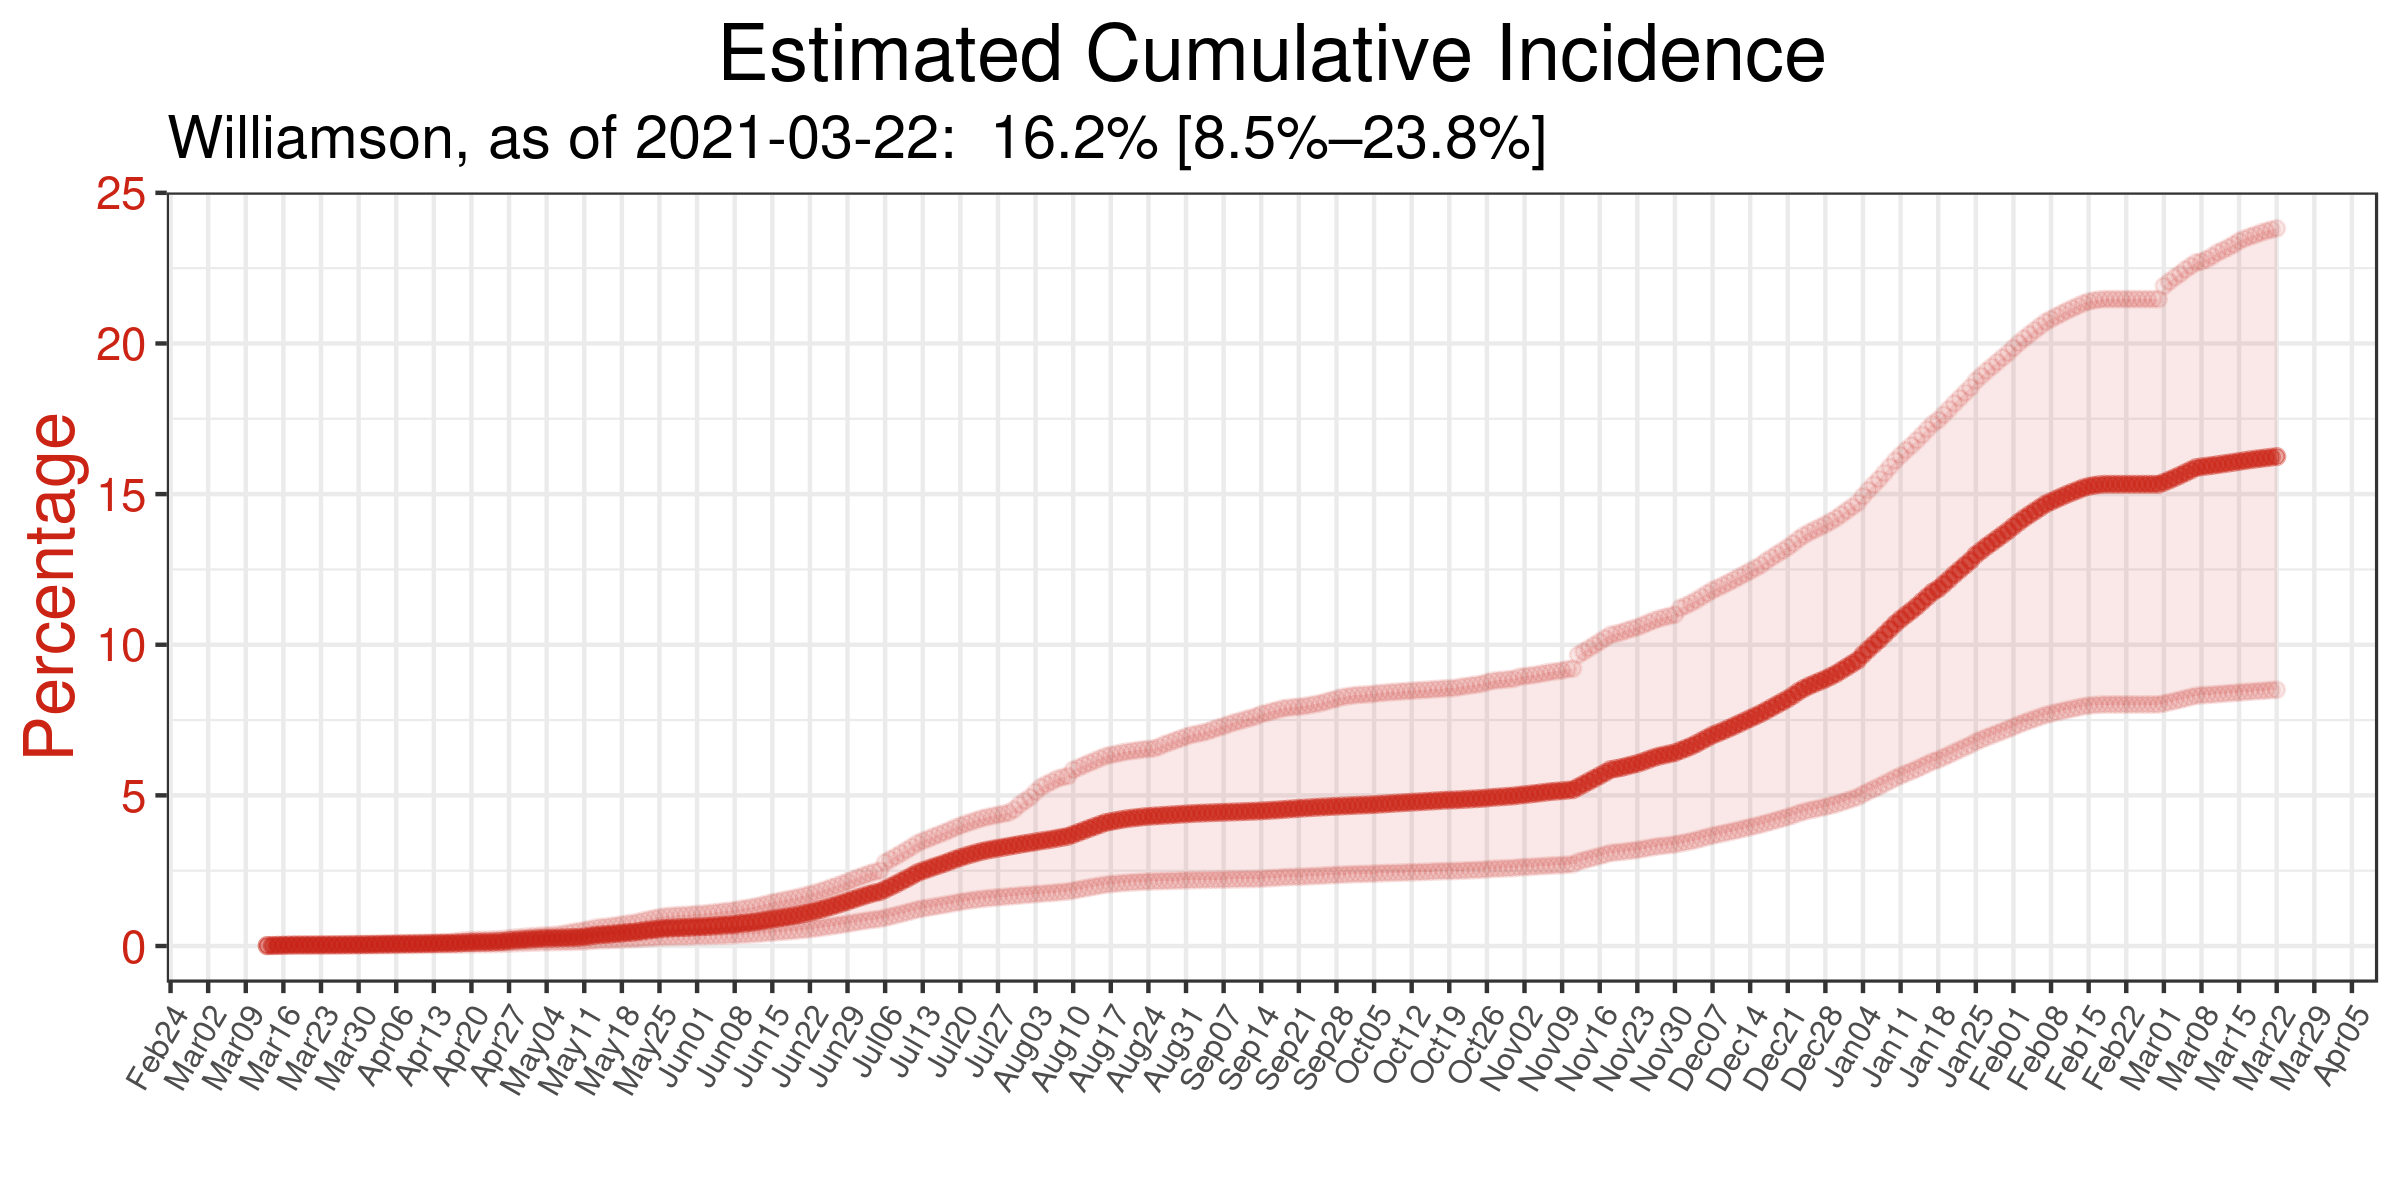 Estimated Cumulative Incidence
Williamson, as of 2021-03-22:  16.2% [8.5%–23.8%]
Percentage
25
20
15
10
5
0
Feb24
Mar02
Mar09
Mar16
Mar23
Mar30
Apr06
Apr13
Apr20
Apr27
May04
May11
May18
May25
Jun01
Jun08
Jun15
Jun22
Jun29
Jul06
Jul13
Jul20
Jul27
Aug03
Aug10
Aug17
Aug24
Aug31
Sep07
Sep14
Sep21
Sep28
Oct05
Oct12
Oct19
Oct26
Nov02
Nov09
Nov16
Nov23
Nov30
Dec07
Dec14
Dec21
Dec28
Jan04
Jan11
Jan18
Jan25
Feb01
Feb08
Feb15
Feb22
Mar01
Mar08
Mar15
Mar22
Mar29
Apr05